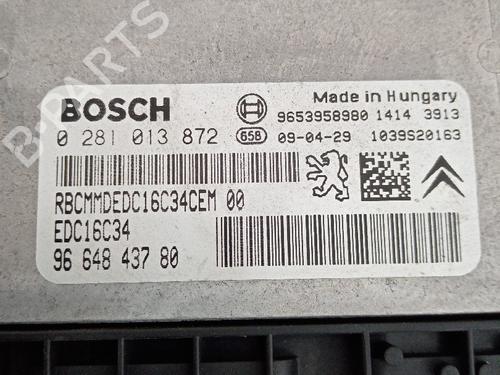 BOSCH
Made in Hungary
9653958980 1414 3913
0 281 013 872 658 09-04-29 1039S20163
RBCMMDEDC16C34CEM 00
EDC16C34
96 648 437 80
B-PARTS